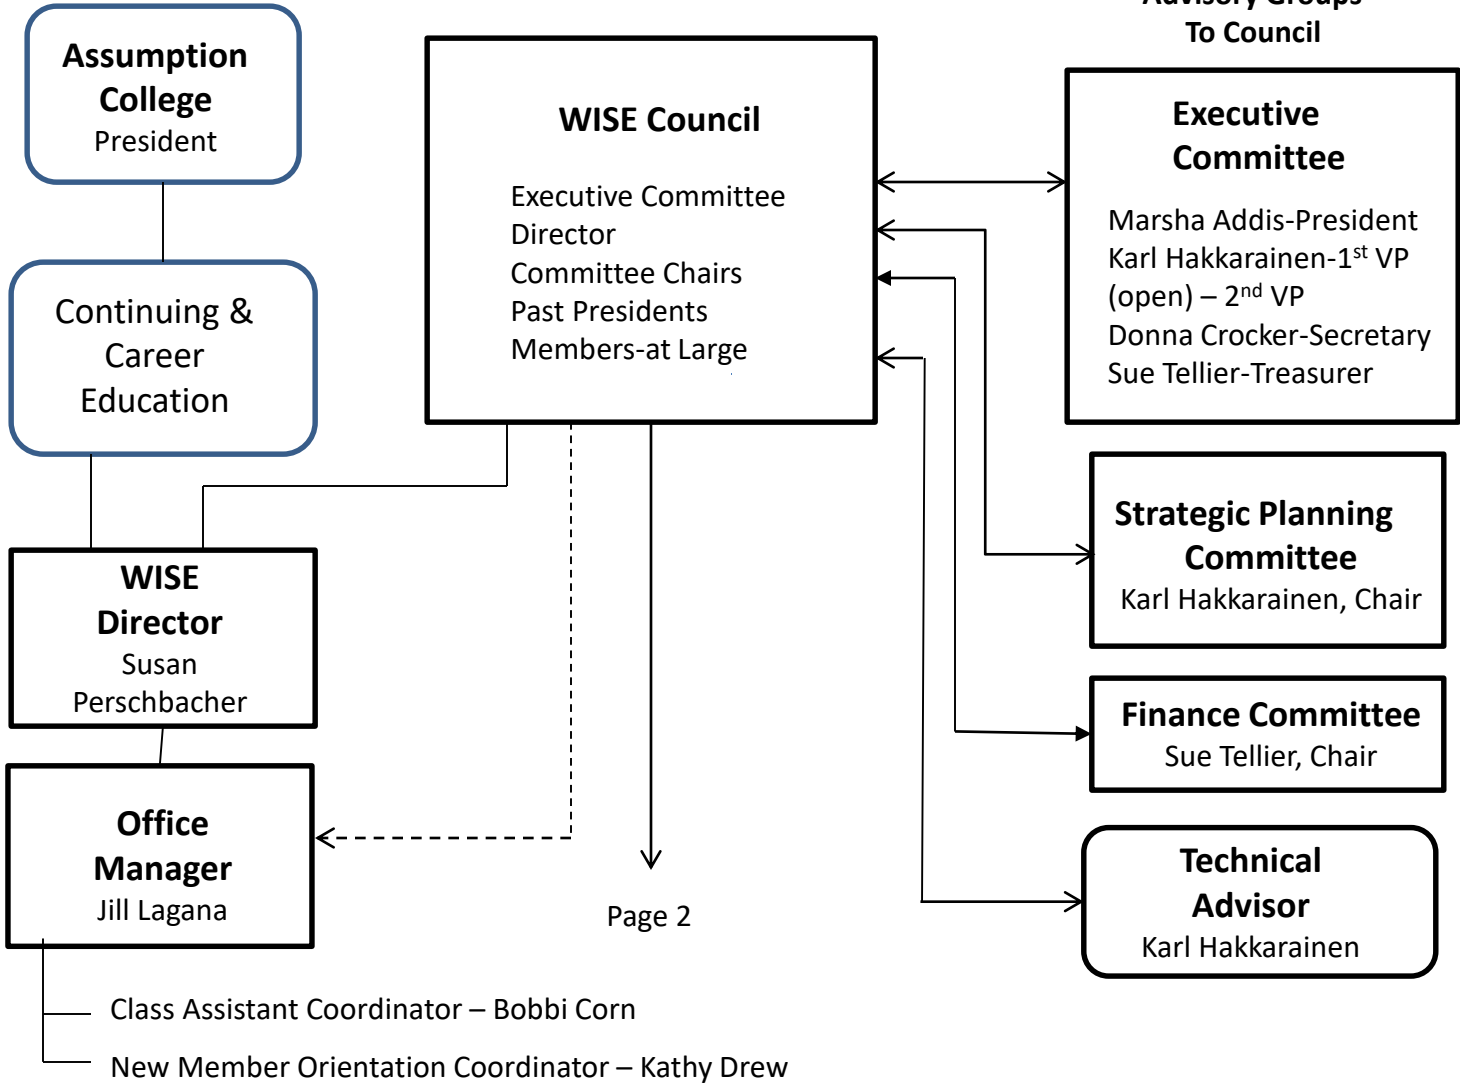 Assumption
College
President
Continuing &
Career
Education
WISE
Director
Susan
Perschbacher
Office
Manager
Jill Lagana
Class Assistant Coordinator – Bobbi Corn
New Member Orientation Coordinator – Kathy Drew
WISE Council
Executive Committee
Director
Committee Chairs
Past Presidents
Members-at Large
Page 2
Advisory Groups
To Council
Executive
Committee
Marsha Addis-President
Karl Hakkarainen-1st VP
(open) – 2nd VP
Donna Crocker-Secretary
Sue Tellier-Treasurer
Strategic Planning
Committee
Karl Hakkarainen, Chair
Finance Committee
Sue Tellier, Chair
Technical
Advisor
Karl Hakkarainen